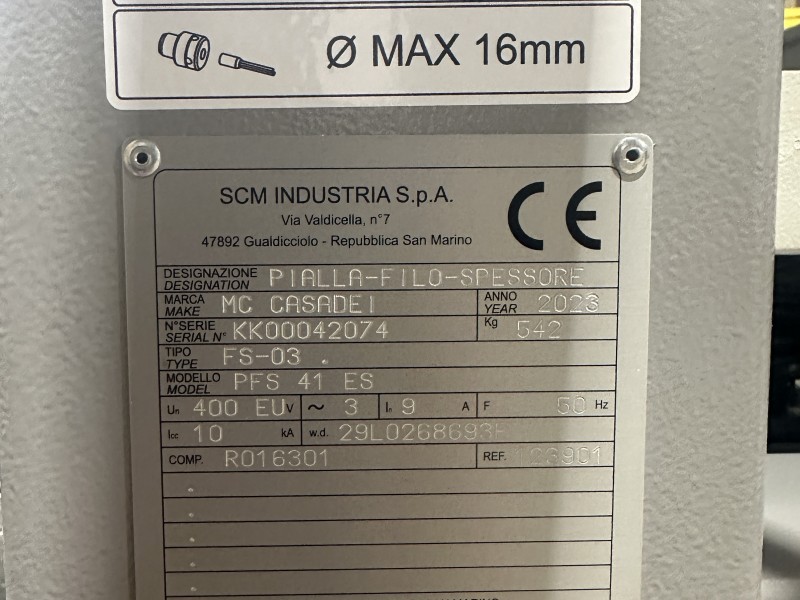 Ø MAX 16mm
SCM INDUSTRIA S.p.A.
Via Valdicella, n°7
47892 Gualdicciolo - Repubblica San Marino
CE
DESIGNAZIONE
DESIGNATION
PIALLA-FILO-SPESSORE
MARCA
MAKE
MC CASADEI
ANNO
YEAR
2023
N°SERIE
SERIAL N°
KK00042074
Kg
542
TIPO
TYPE
FS-03 .
MODELLO
MODEL
PFS 41 ES
Un 400 EU V ~ 3 In 9 A F 50 Hz
Icc 10 kA w.d.
COMP. R016301 REF.